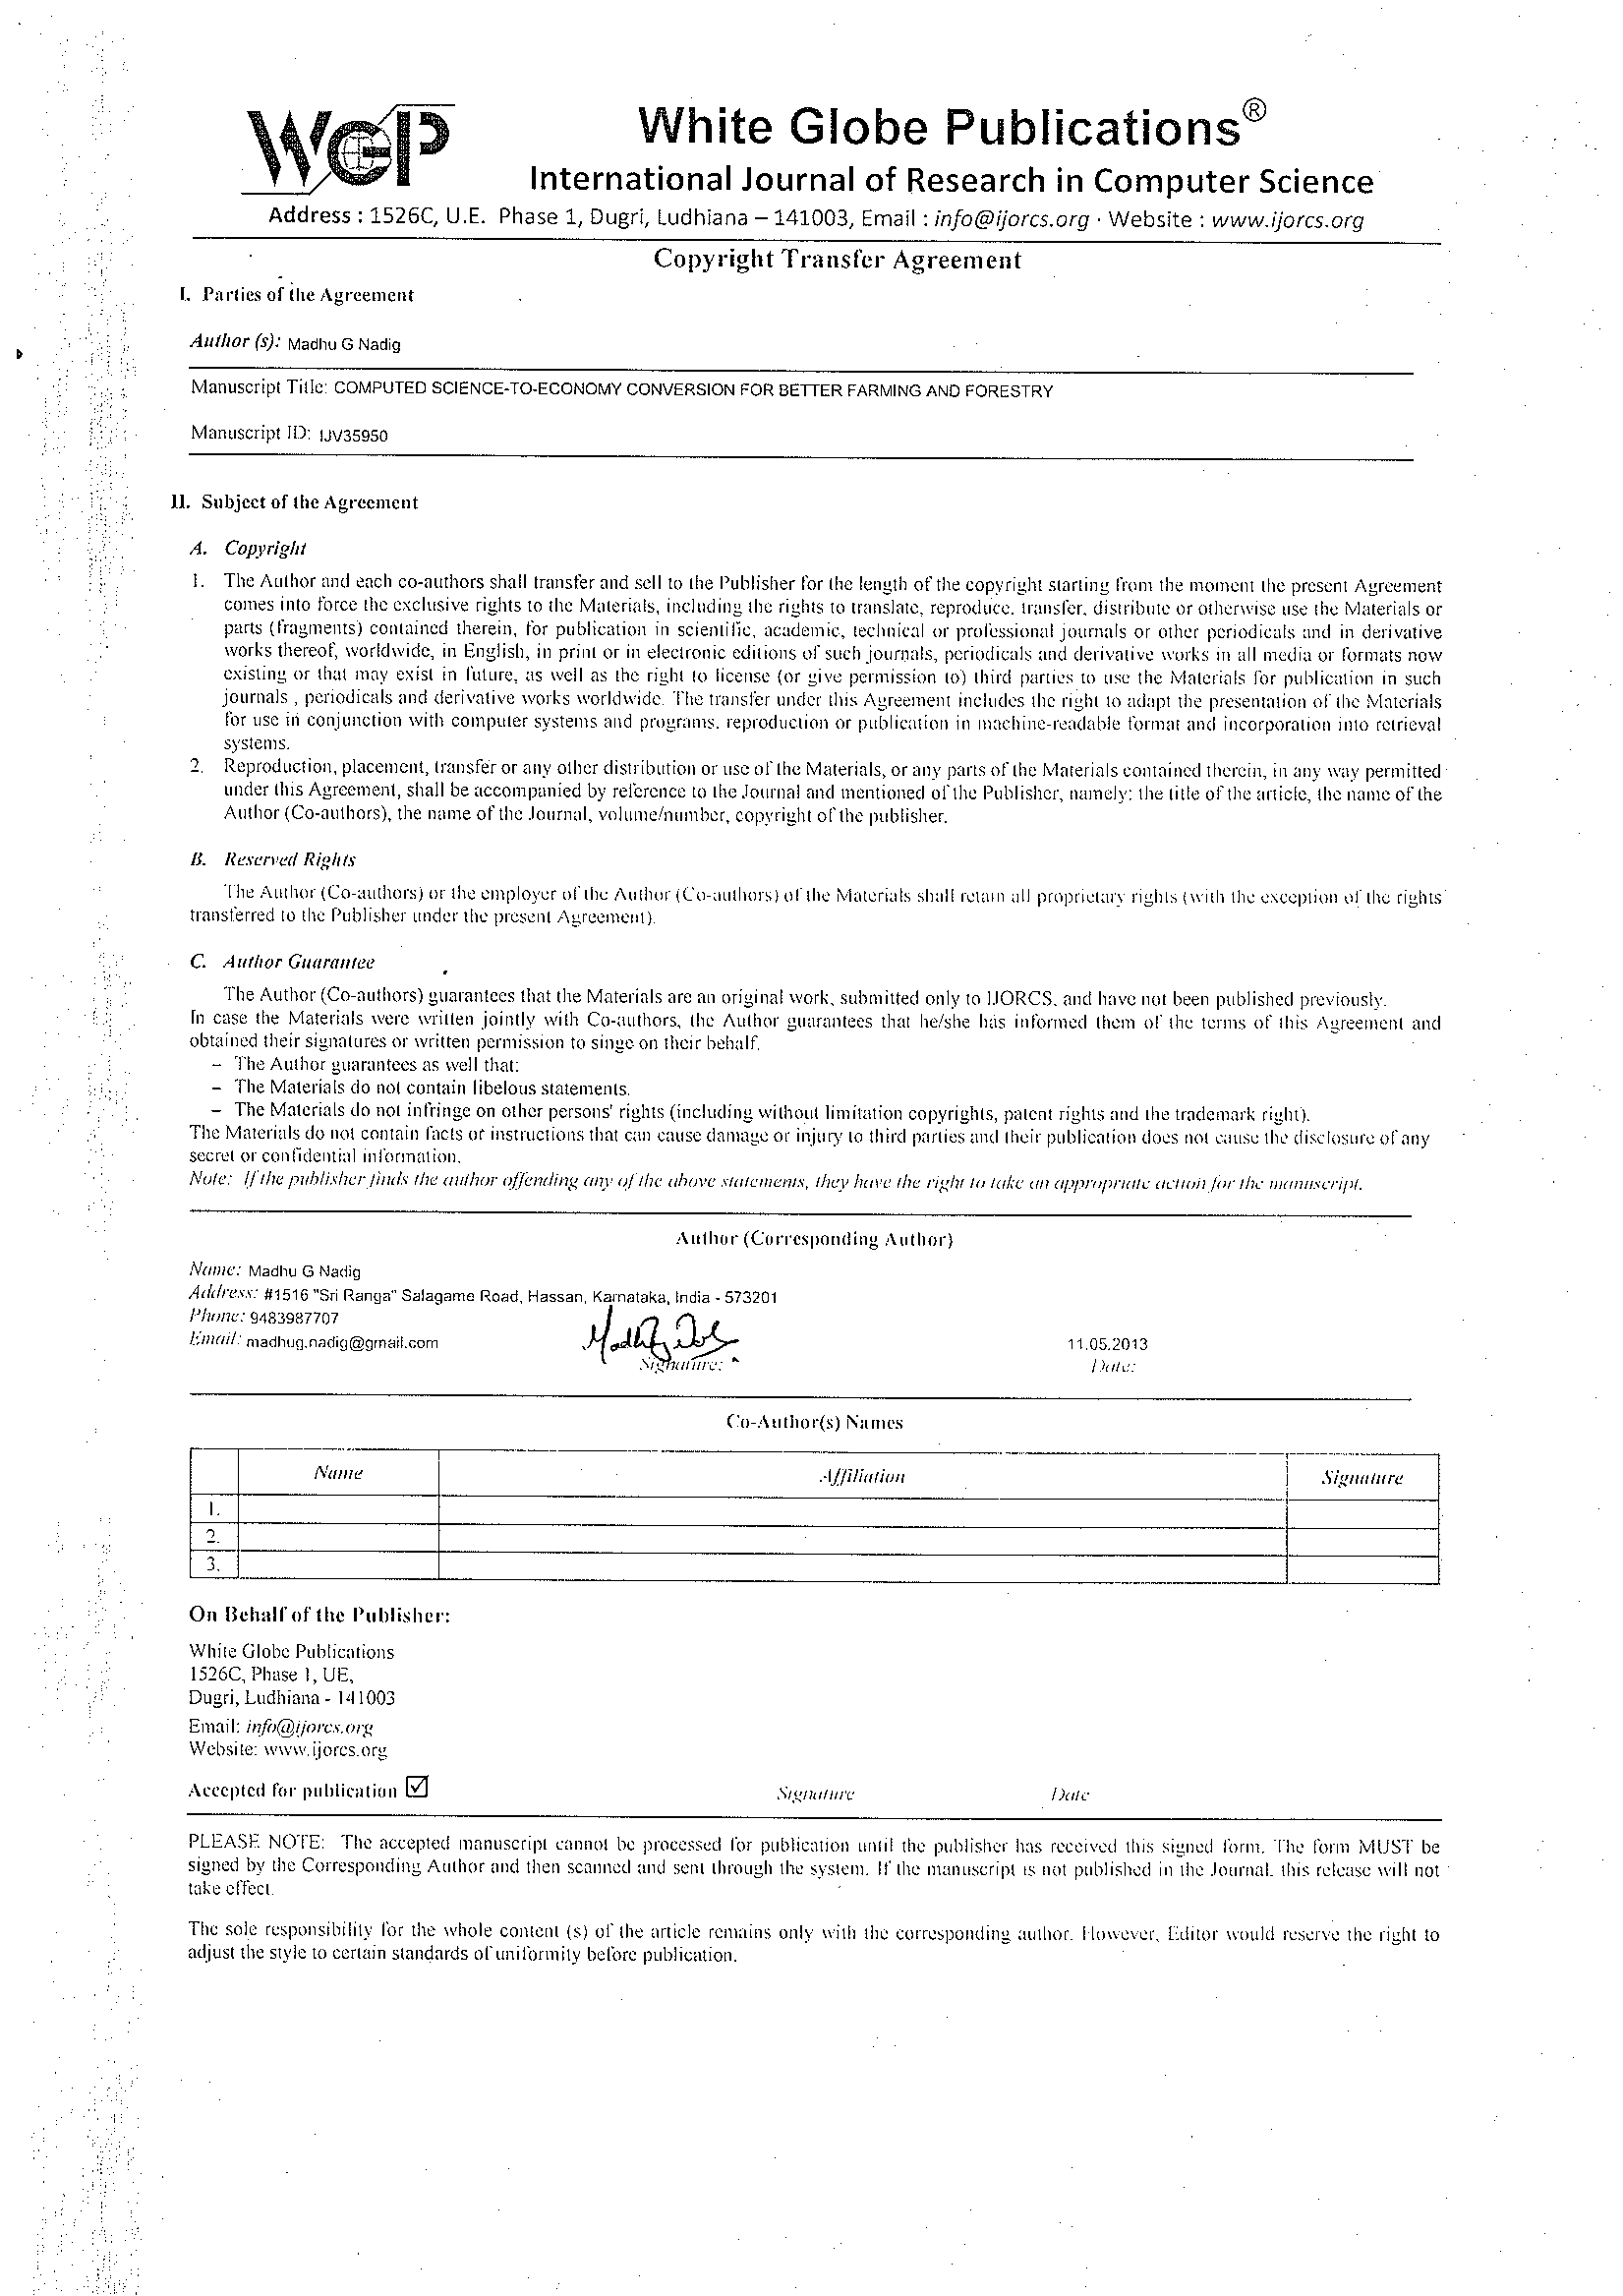 WGP
White Globe Publications®
International Journal of Research in Computer Science
Address : 1526C, U.E. Phase 1, Dugri, Ludhiana – 141003, Email : info@ijorcs.org · Website : www.ijorcs.org
Copyright Transfer Agreement
I. Parties of the Agreement
Author (s): Madhu G Nadig
Manuscript Title: COMPUTED SCIENCE-TO-ECONOMY CONVERSION FOR BETTER FARMING AND FORESTRY
Manuscript ID: IJV35950
II. Subject of the Agreement
A. Copyright
1. The Author and each co-authors shall transfer and sell to the Publisher for the length of the copyright starting from the moment the present Agreement
comes into force the exclusive rights to the Materials, including the rights to translate, reproduce, transfer, distribute or otherwise use the Materials or
parts (fragments) contained therein, for publication in scientific, academic, technical or professional journals or other periodicals and in derivative
works thereof, worldwide, in English, in print or in electronic editions of such journals, periodicals and derivative works in all media or formats now
existing or that may exist in future, as well as the right to license (or give permission to) third parties to use the Materials for publication in such
journals , periodicals and derivative works worldwide. The transfer under this Agreement includes the right to adapt the presentation of the Materials
for use in conjunction with computer systems and programs, reproduction or publication in machine-readable format and incorporation into retrieval
systems.
2. Reproduction, placement, transfer or any other distribution or use of the Materials, or any parts of the Materials contained therein, in any way permitted
under this Agreement, shall be accompanied by reference to the Journal and mentioned of the Publisher, namely: the title of the article, the name of the
Author (Co-authors), the name of the Journal, volume/number, copyright of the publisher.
B. Reserved Rights
The Author (Co-authors) or the employer of the Author (Co-authors) of the Materials shall retain all proprietary rights (with the exception of the rights
transferred to the Publisher under the present Agreement).
C. Author Guarantee
The Author (Co-authors) guarantees that the Materials are an original work, submitted only to IJORCS, and have not been published previously.
In case the Materials were written jointly with Co-authors, the Author guarantees that he/she has informed them of the terms of this Agreement and
obtained their signatures or written permission to singe on their behalf.
– The Author guarantees as well that:
– The Materials do not contain libelous statements.
– The Materials do not infringe on other persons' rights (including without limitation copyrights, patent rights and the trademark right).
The Materials do not contain facts or instructions that can cause damage or injury to third parties and their publication does not cause the disclosure of any
secret or confidential information.
Note: If the publisher finds the author offending any of the above statements, they have the right to take an appropriate action for the manuscript.
Author (Corresponding Author)
Name: Madhu G Nadig
Address: #1516 "Sri Ranga" Salagame Road, Hassan, Karnataka, India - 573201
Phone: 9483987707
Email: madhug.nadig@gmail.com
11.05.2013
Signature:
Date:
Co-Author(s) Names
Name Affiliation Signature
1.
2.
3.
On Behalf of the Publisher:
White Globe Publications
1526C, Phase 1, UE,
Dugri, Ludhiana - 141003
Email: info@ijorcs.org
Website: www.ijorcs.org
Accepted for publication ☑ Signature Date
PLEASE NOTE: The accepted manuscript cannot be processed for publication until the publisher has received this signed form. The form MUST be
signed by the Corresponding Author and then scanned and sent through the system. If the manuscript is not published in the Journal, this release will not
take effect.
The sole responsibility for the whole content (s) of the article remains only with the corresponding author. However, Editor would reserve the right to
adjust the style to certain standards of uniformity before publication.